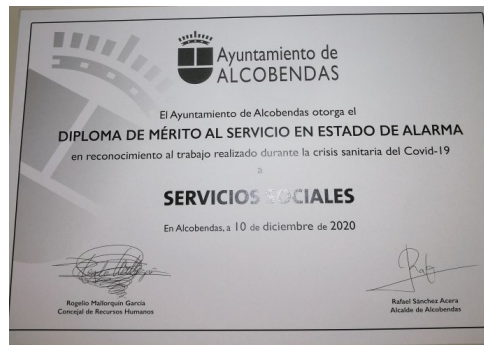 Ayuntamiento de
ALCOBENDAS
El Ayuntamiento de Alcobendas otorga el
DIPLOMA DE MÉRITO AL SERVICIO EN ESTADO DE ALARMA
en reconocimiento al trabajo realizado durante la crisis sanitaria del Covid-19
a
SERVICIOS SOCIALES
En Alcobendas, a 10 de diciembre de 2020
Rogelio Mallorquín García
Concejal de Recursos Humanos
Rafael Sánchez Acera
Alcalde de Alcobendas